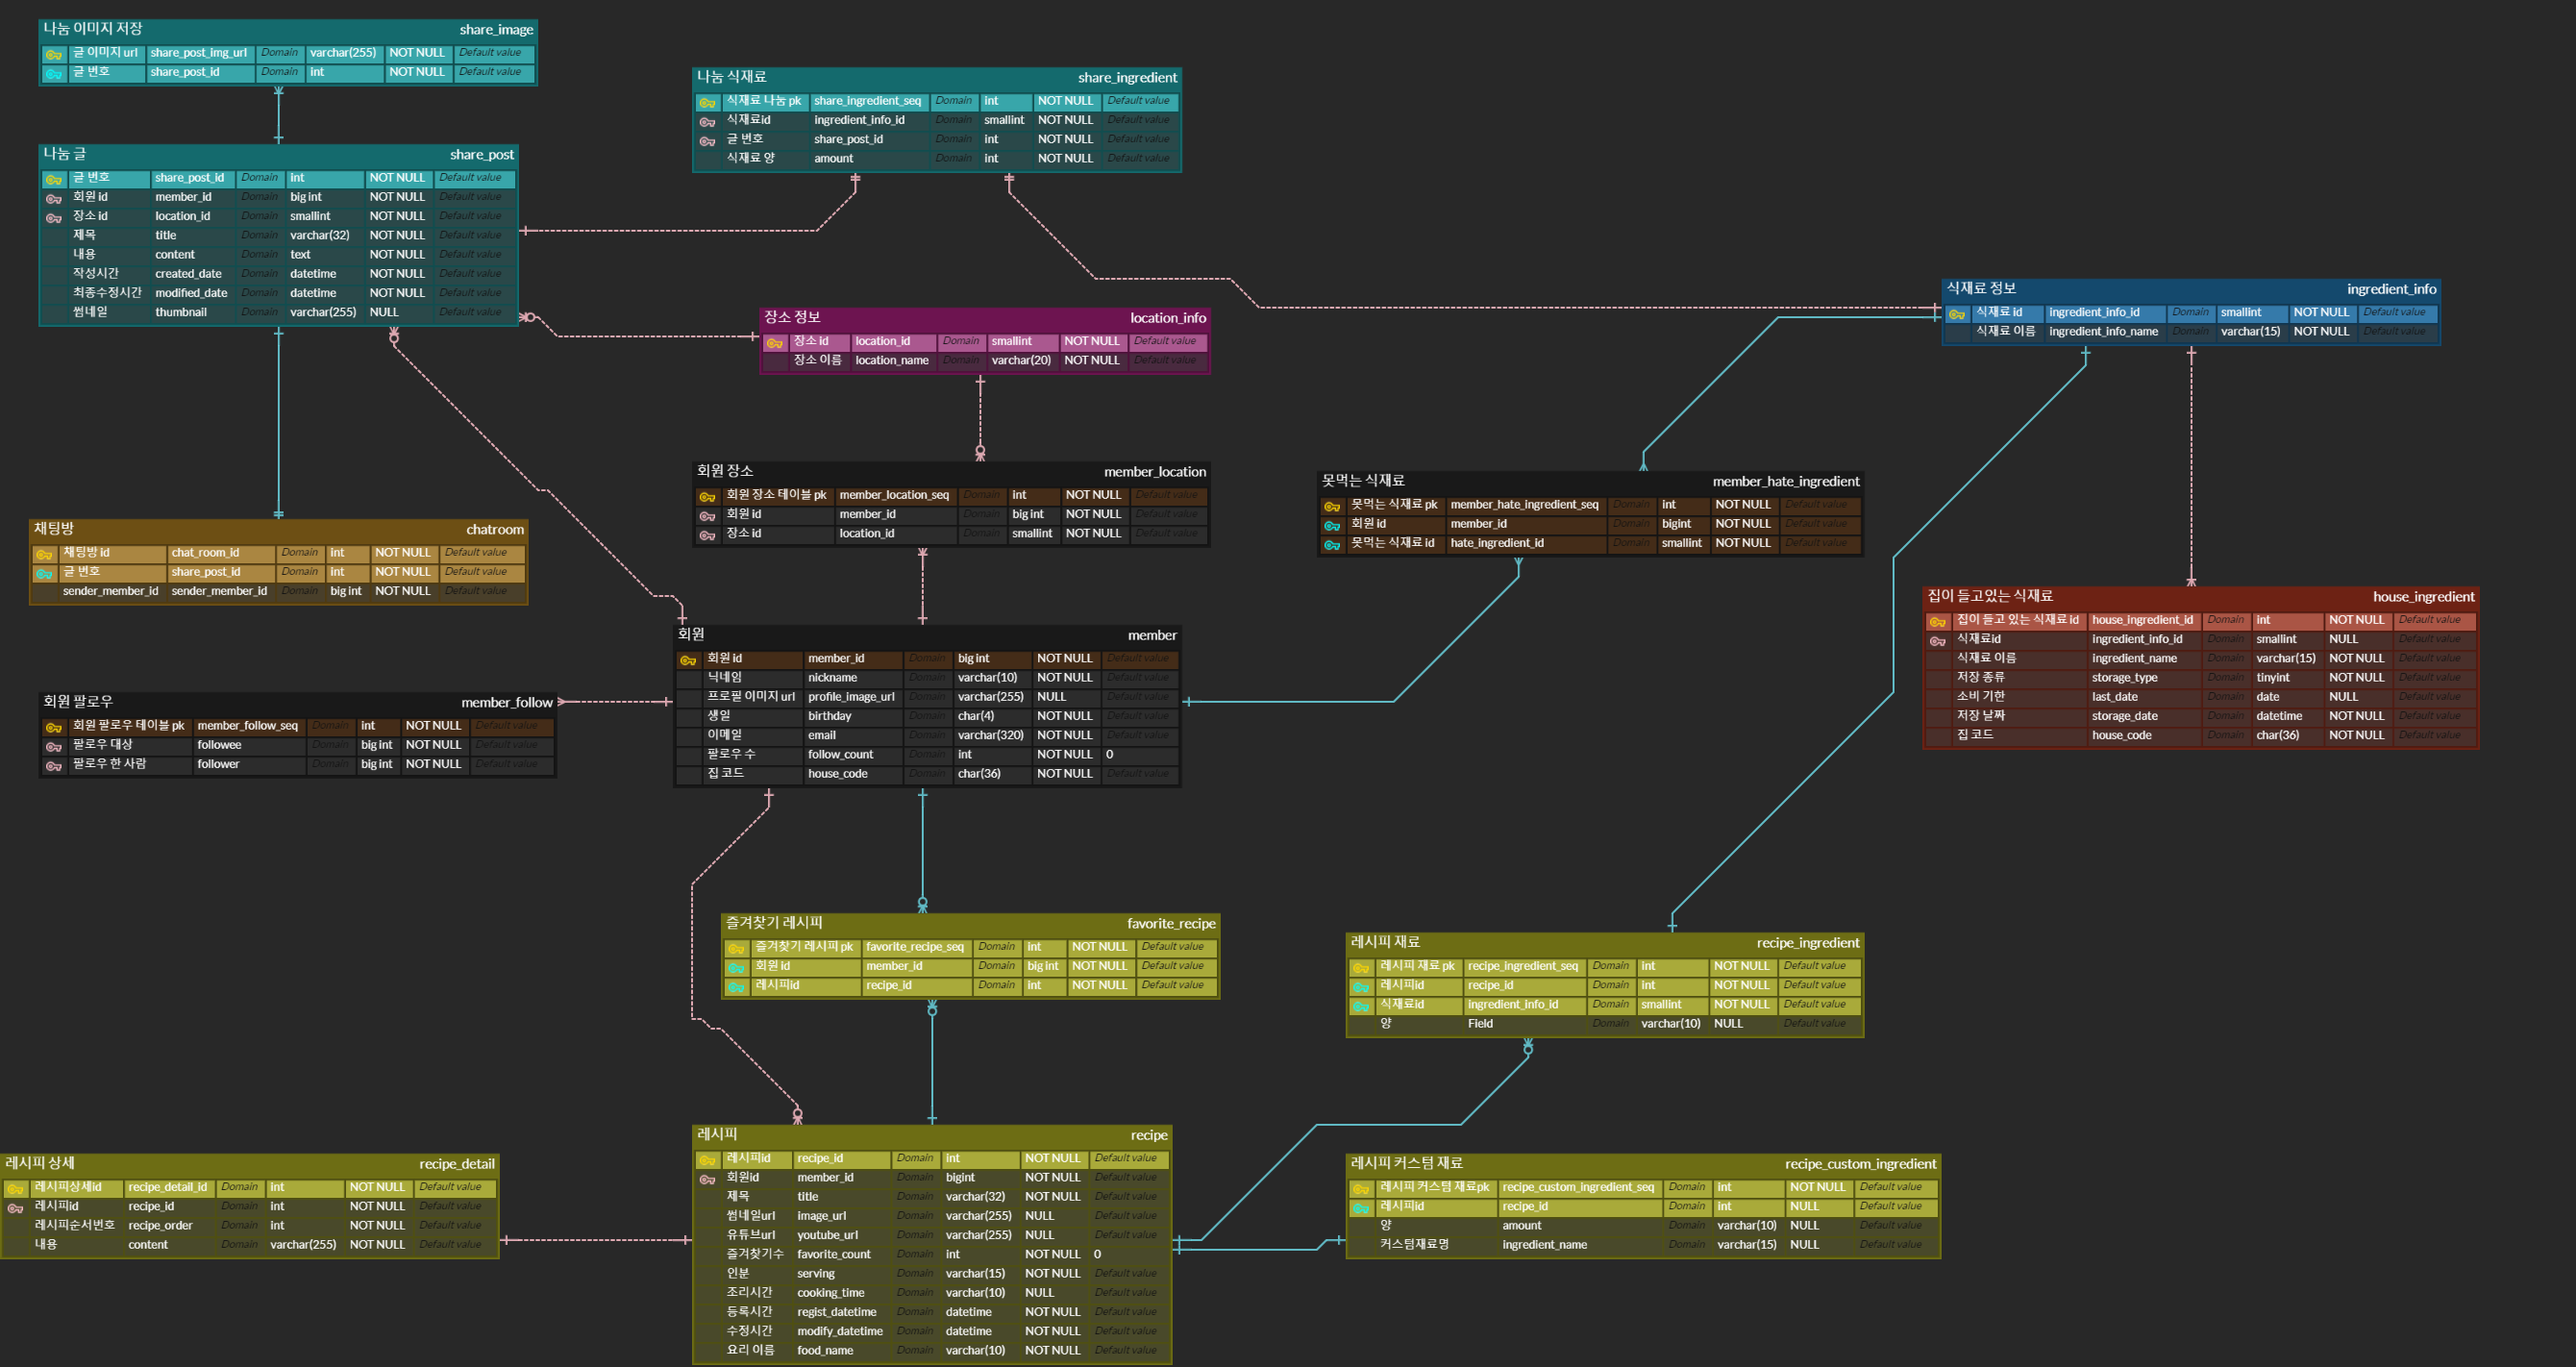 나눔 이미지 저장 share_image
글 이미지 url share_post_img_url Domain varchar(255) NOT NULL Default value
글 번호 share_post_id Domain int NOT NULL Default value
나눔 식재료 share_ingredient
식재료 나눔 pk share_ingredient_seq Domain int NOT NULL Default value
식재료id ingredient_info_id Domain smallint NOT NULL Default value
글 번호 share_post_id Domain int NOT NULL Default value
식재료 양 amount Domain int NOT NULL Default value
나눔 글 share_post
글 번호 share_post_id Domain int NOT NULL Default value
회원 id member_id Domain big int NOT NULL Default value
장소 id location_id Domain smallint NOT NULL Default value
제목 title Domain varchar(32) NOT NULL Default value
내용 content Domain text NOT NULL Default value
작성시간 created_date Domain datetime NOT NULL Default value
최종수정시간 modified_date Domain datetime NOT NULL Default value
썸네일 thumbnail Domain varchar(255) NULL Default value
장소 정보 location_info
장소 id location_id Domain smallint NOT NULL Default value
장소 이름 location_name Domain varchar(20) NOT NULL Default value
식재료 정보 ingredient_info
식재료 id ingredient_info_id Domain smallint NOT NULL Default value
식재료 이름 ingredient_info_name Domain varchar(15) NOT NULL Default value
회원 장소 member_location
회원 장소 테이블 pk member_location_seq Domain int NOT NULL Default value
회원 id member_id Domain big int NOT NULL Default value
장소 id location_id Domain smallint NOT NULL Default value
못먹는 식재료 member_hate_ingredient
못먹는 식재료 pk member_hate_ingredient_seq Domain int NOT NULL Default value
회원 id member_id Domain bigint NOT NULL Default value
못먹는 식재료 id hate_ingredient_id Domain smallint NOT NULL Default value
채팅방 chatroom
채팅방 id chat_room_id Domain int NOT NULL Default value
글 번호 share_post_id Domain int NOT NULL Default value
sender_member_id sender_member_id Domain big int NOT NULL Default value
집이 들고있는 식재료 house_ingredient
집이 들고 있는 식재료 id house_ingredient_id Domain int NOT NULL Default value
식재료id ingredient_info_id Domain smallint NULL Default value
식재료 이름 ingredient_name Domain varchar(15) NOT NULL Default value
저장 종류 storage_type Domain tinyint NOT NULL Default value
소비 기한 last_date Domain date NULL Default value
저장 날짜 storage_date Domain datetime NOT NULL Default value
집 코드 house_code Domain char(36) NOT NULL Default value
회원 member
회원 id member_id Domain big int NOT NULL Default value
닉네임 nickname Domain varchar(10) NOT NULL Default value
프로필 이미지 url profile_image_url Domain varchar(255) NULL Default value
생일 birthday Domain char(4) NOT NULL Default value
이메일 email Domain varchar(320) NOT NULL Default value
팔로우 수 follow_count Domain int NOT NULL 0
집 코드 house_code Domain char(36) NOT NULL Default value
회원 팔로우 member_follow
회원 팔로우 테이블 pk member_follow_seq Domain int NOT NULL Default value
팔로우 대상 followee Domain big int NOT NULL Default value
팔로우 한 사람 follower Domain big int NOT NULL Default value
즐겨찾기 레시피 favorite_recipe
즐겨찾기 레시피 pk favorite_recipe_seq Domain int NOT NULL Default value
회원 id member_id Domain big int NOT NULL Default value
레시피id recipe_id Domain int NOT NULL Default value
레시피 재료 recipe_ingredient
레시피 재료 pk recipe_ingredient_seq Domain int NOT NULL Default value
레시피id recipe_id Domain int NOT NULL Default value
식재료id ingredient_info_id Domain smallint NOT NULL Default value
양 Field Domain varchar(10) NULL Default value
레시피 recipe
레시피id recipe_id Domain int NOT NULL Default value
회원id member_id Domain bigint NOT NULL Default value
제목 title Domain varchar(32) NOT NULL Default value
썸네일url image_url Domain varchar(255) NULL Default value
유튜브url youtube_url Domain varchar(255) NULL Default value
즐겨찾기수 favorite_count Domain int NOT NULL 0
인분 serving Domain varchar(15) NOT NULL Default value
조리시간 cooking_time Domain varchar(10) NULL Default value
등록시간 regist_datetime Domain datetime NOT NULL Default value
수정시간 modify_datetime Domain datetime NOT NULL Default value
요리 이름 food_name Domain varchar(10) NOT NULL Default value
레시피 상세 recipe_detail
레시피상세id recipe_detail_id Domain int NOT NULL Default value
레시피id recipe_id Domain int NOT NULL Default value
레시피순서번호 recipe_order Domain int NOT NULL Default value
내용 content Domain varchar(255) NOT NULL Default value
레시피 커스텀 재료 recipe_custom_ingredient
레시피 커스텀 재료pk recipe_custom_ingredient_seq Domain int NOT NULL Default value
레시피id recipe_id Domain int NULL Default value
양 amount Domain varchar(10) NULL Default value
커스텀재료명 ingredient_name Domain varchar(15) NULL Default value